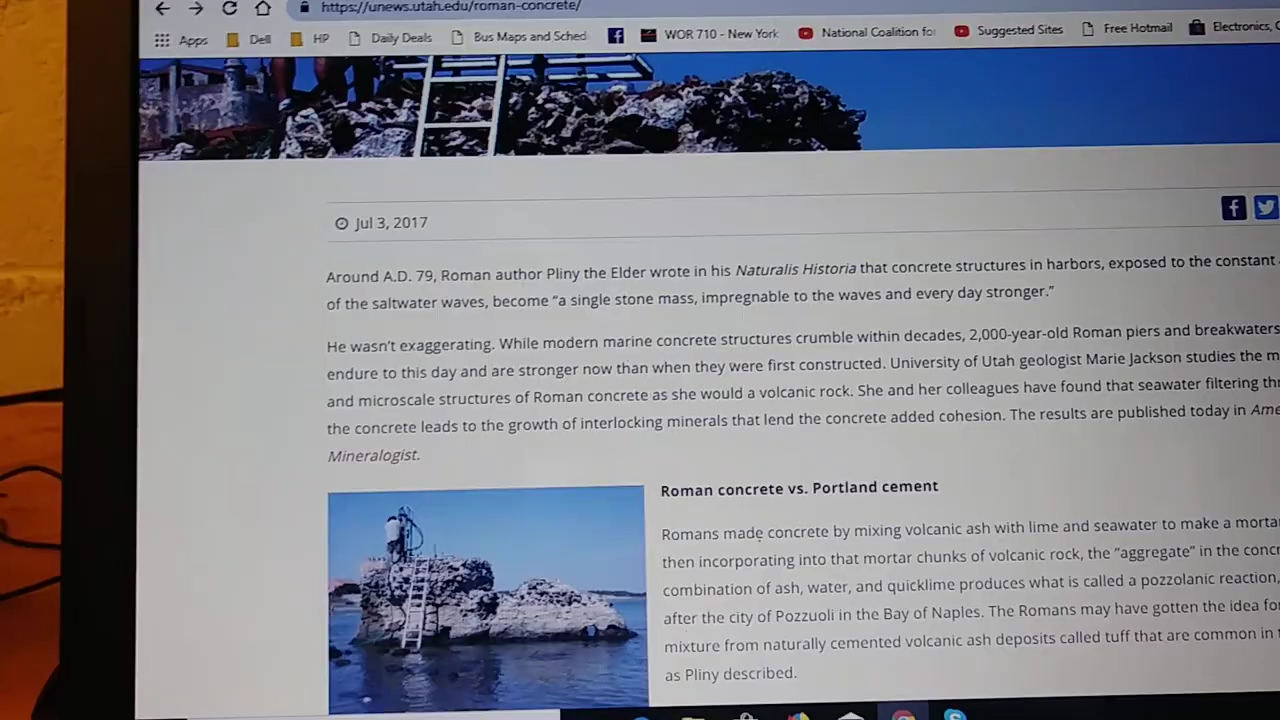 https://unews.utah.edu/roman-concrete/
Apps Dell HP Daily Deals Bus Maps and Sched WOR 710 - New York National Coalition fo Suggested Sites Free Hotmail Electronics,
Jul 3, 2017
Around A.D. 79, Roman author Pliny the Elder wrote in his Naturalis Historia that concrete structures in harbors, exposed to the constant
of the saltwater waves, become “a single stone mass, impregnable to the waves and every day stronger.”
He wasn’t exaggerating. While modern marine concrete structures crumble within decades, 2,000-year-old Roman piers and breakwaters
endure to this day and are stronger now than when they were first constructed. University of Utah geologist Marie Jackson studies the m
and microscale structures of Roman concrete as she would a volcanic rock. She and her colleagues have found that seawater filtering thr
the concrete leads to the growth of interlocking minerals that lend the concrete added cohesion. The results are published today in Ame
Mineralogist.
Roman concrete vs. Portland cement
Romans made concrete by mixing volcanic ash with lime and seawater to make a morta
then incorporating into that mortar chunks of volcanic rock, the “aggregate” in the concr
combination of ash, water, and quicklime produces what is called a pozzolanic reaction,
after the city of Pozzuoli in the Bay of Naples. The Romans may have gotten the idea fo
mixture from naturally cemented volcanic ash deposits called tuff that are common in
as Pliny described.